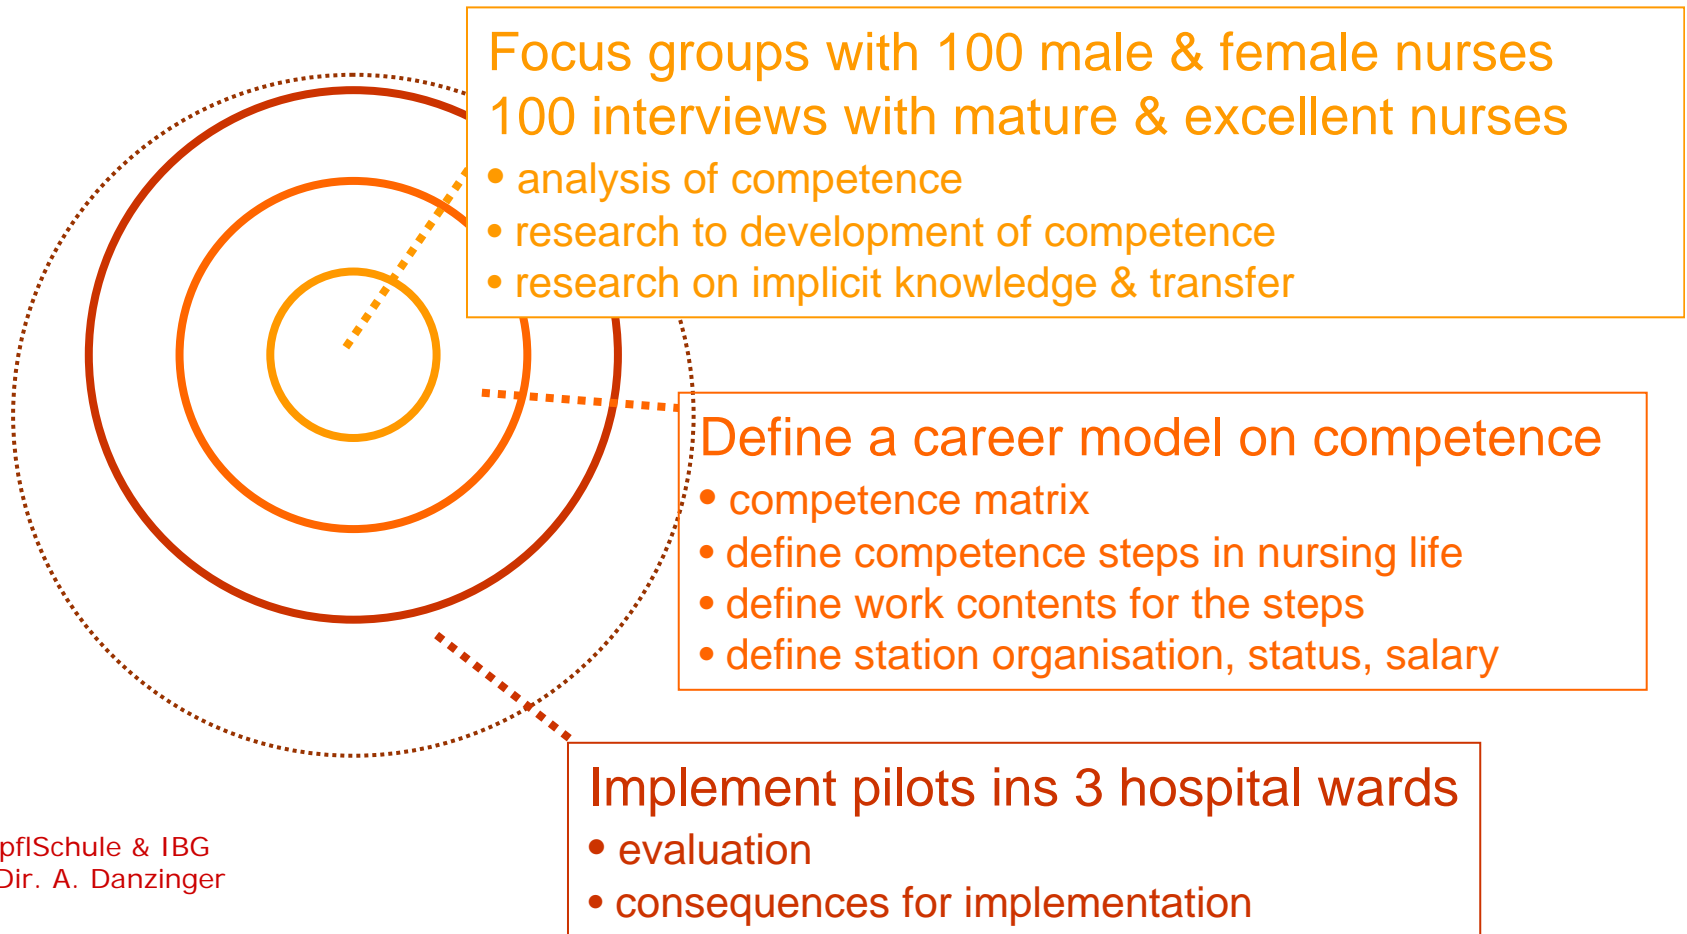 Focus groups with 100 male & female nurses
100 interviews with mature & excellent nurses
• analysis of competence
• research to development of competence
• research on implicit knowledge & transfer
Define a career model on competence
• competence matrix
• define competence steps in nursing life
• define work contents for the steps
• define station organisation, status, salary
Implement pilots ins 3 hospital wards
• evaluation
• consequences for implementation
pflSchule & IBG
Dir. A. Danzinger